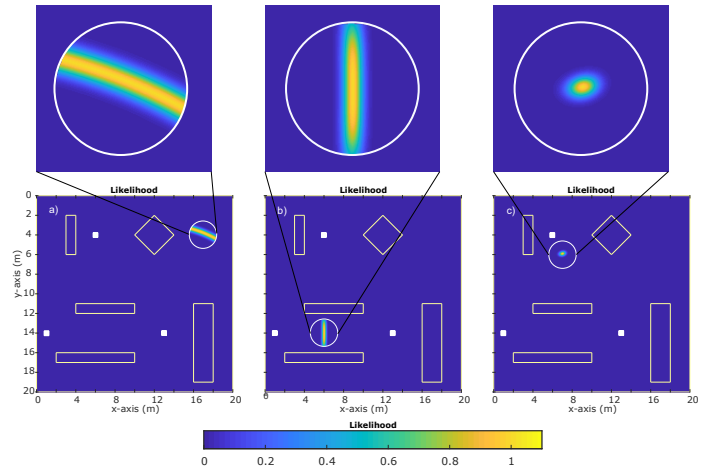 Likelihood Likelihood Likelihood
0
2
4
6
8
10
12
14
16
18
20
y-axis (m)
a) b) c)
0 4 8 12 16 20 0 4 8 12 16 20 0 4 8 12 16 20
x-axis (m) x-axis (m) x-axis (m)
Likelihood
0 0.2 0.4 0.6 0.8 1